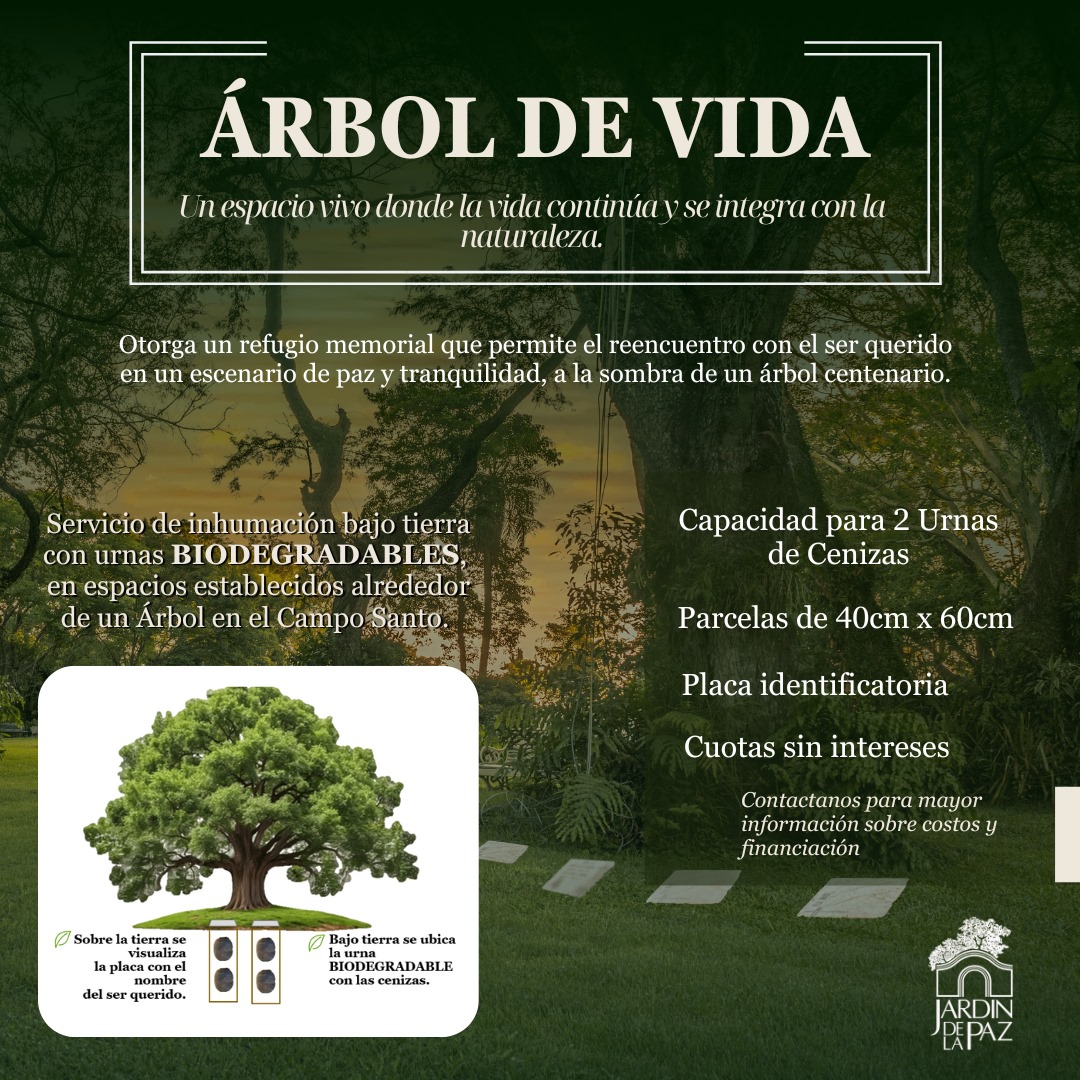 ÁRBOL DE VIDA
Un espacio vivo donde la vida continúa y se integra con la
naturaleza.
Otorga un refugio memorial que permite el reencuentro con el ser querido
en un escenario de paz y tranquilidad, a la sombra de un árbol centenario.
Servicio de inhumación bajo tierra
con urnas BIODEGRADABLES,
en espacios establecidos alrededor
de un Árbol en el Campo Santo.
Capacidad para 2 Urnas
de Cenizas
Parcelas de 40cm x 60cm
Placa identificatoria
Cuotas sin intereses
Contactanos para mayor
información sobre costos y
financiación
Sobre la tierra se
visualiza
la placa con el
nombre
del ser querido.
Bajo tierra se ubica
la urna
BIODEGRADABLE
con las cenizas.
JARDIN
DE
LA PAZ